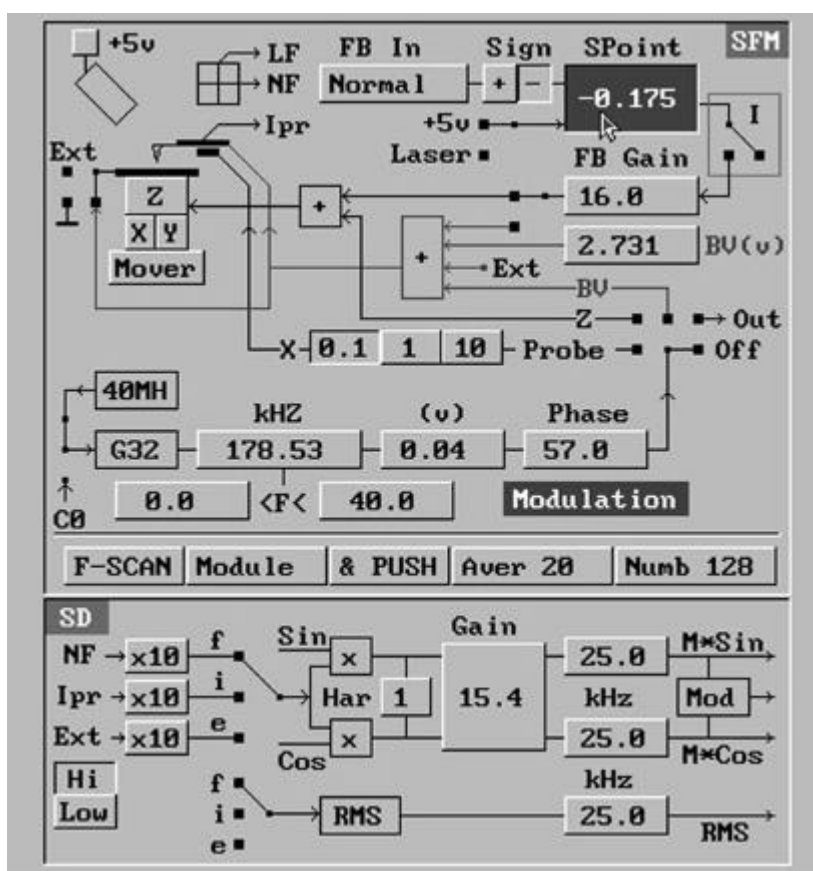 +5v LF FB In Sign SPoint SFM
NF Normal + - -0.175
Ipr +5v I
Ext Laser FB Gain
Z + 16.0
X Y + 2.731 BV(v)
Mover Ext
BV
Z Out
X 0.1 1 10 Probe Off
40MH
kHZ (v) Phase
G32 178.53 0.04 57.0
C0 0.0 <F< 40.0 Modulation
F-SCAN Module & PUSH Aver 20 Numb 128
SD
NF x10 f Sin x Gain 25.0 M*Sin
Ipr x10 i Har 1 15.4 kHz Mod
Ext x10 e Cos x 25.0 M*Cos
Hi f kHz
Low i RMS 25.0 RMS
e